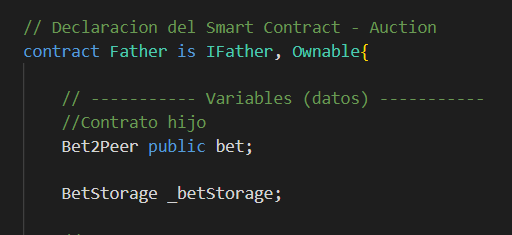 // Declaracion del Smart Contract - Auction
contract Father is IFather, Ownable{
// ----------- Variables (datos) -----------
//Contrato hijo
Bet2Peer public bet;
BetStorage _betStorage;